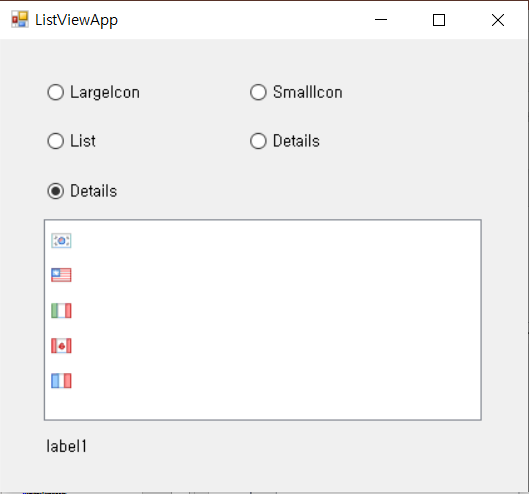 ListViewApp
LargeIcon SmallIcon
List Details
Details
label1